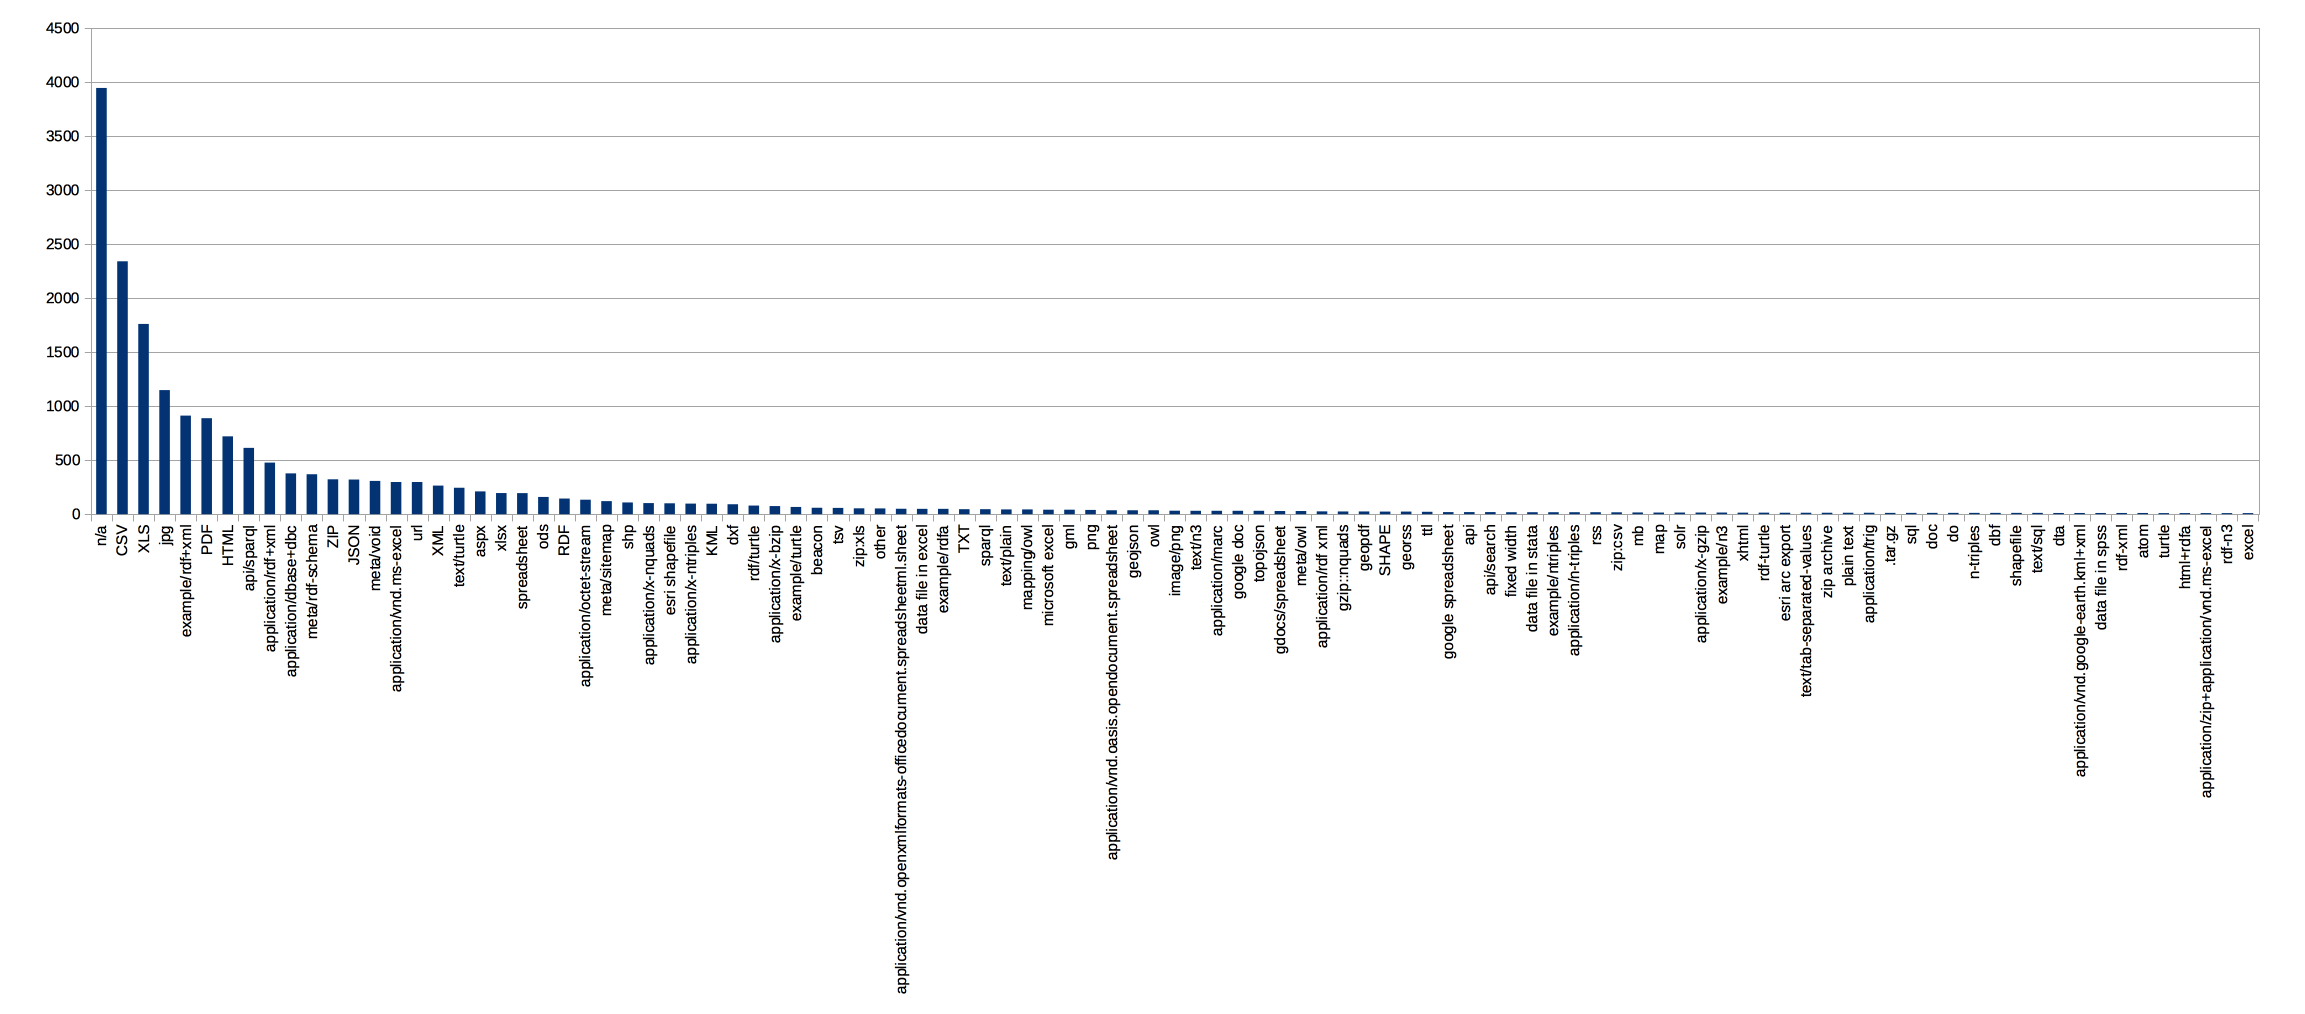 4500
4000
3500
3000
2500
2000
1500
1000
500
0
n/a
CSV
XLS
jpg
example/rdf+xml
PDF
HTML
api/sparql
application/rdf+xml
application/dbase+dbc
meta/rdf-schema
ZIP
JSON
meta/void
application/vnd.ms-excel
url
XML
text/turtle
aspx
xlsx
spreadsheet
ods
RDF
application/octet-stream
meta/sitemap
shp
application/x-nquads
esri shapefile
application/x-ntriples
KML
dxf
rdf/turtle
application/x-bzip
example/turtle
beacon
tsv
zip:xls
other
application/vnd.openxmlformats-officedocument.spreadsheetml.sheet
data file in excel
example/rdfa
TXT
sparql
text/plain
mapping/owl
microsoft excel
gml
png
application/vnd.oasis.opendocument.spreadsheet
geojson
owl
image/png
text/n3
application/marc
google doc
topojson
gdocs/spreadsheet
meta/owl
application/rdf xml
gzip::nquads
geopdf
SHAPE
georss
ttl
google spreadsheet
api
api/search
fixed width
data file in stata
example/ntriples
application/n-triples
rss
zip:csv
mb
map
solr
application/x-gzip
example/n3
xhtml
rdf-turtle
esri arc export
text/tab-separated-values
zip archive
plain text
application/trig
.tar.gz
sql
doc
do
n-triples
dbf
shapefile
text/sql
dta
application/vnd.google-earth.kml+xml
data file in spss
rdf-xml
atom
turtle
html+rdfa
application/zip+application/vnd.ms-excel
rdf-n3
excel